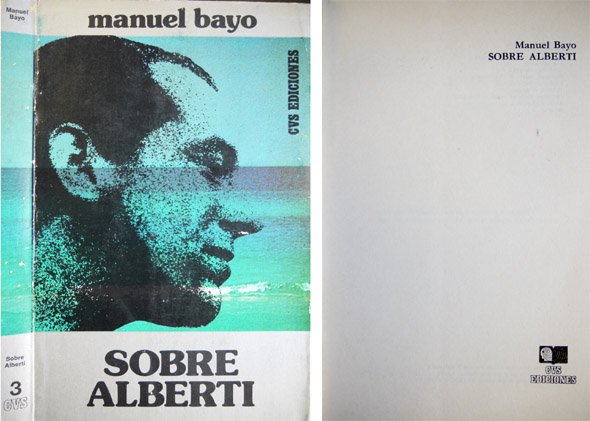 Manuel
Bayo
manuel bayo
CVS EDICIONES
SOBRE
ALBERTI
Sobre
Alberti
3
CVS
Manuel Bayo
SOBRE ALBERTI
CVS
EDICIONES